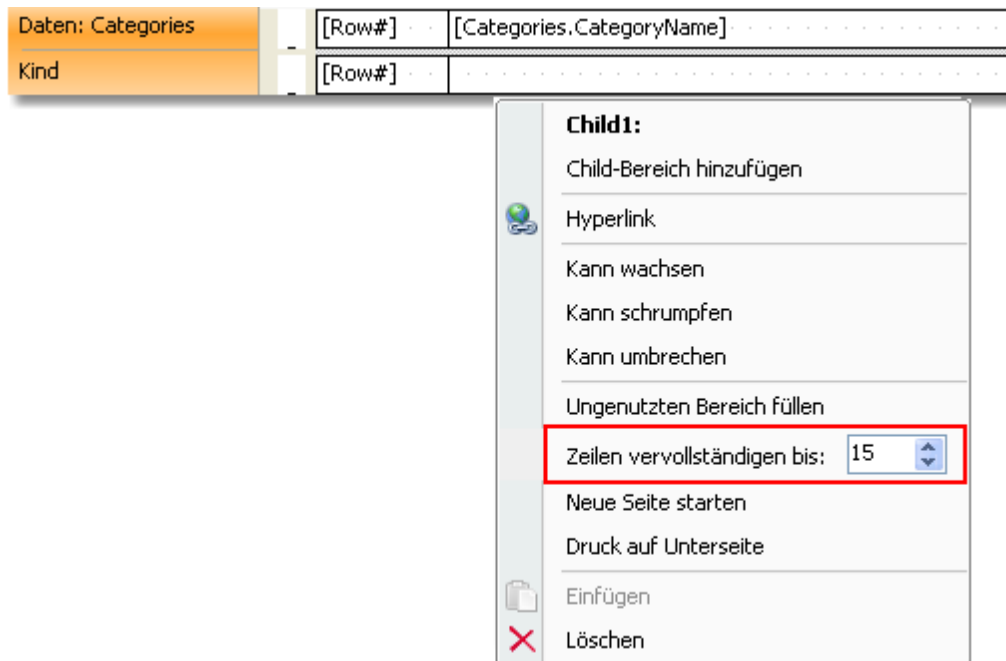 Daten: Categories [Row#] [Categories.CategoryName]
Kind [Row#]
Child1:
Child-Bereich hinzufügen
Hyperlink
Kann wachsen
Kann schrumpfen
Kann umbrechen
Ungenutzten Bereich füllen
Zeilen vervollständigen bis: 15
Neue Seite starten
Druck auf Unterseite
Einfügen
Löschen